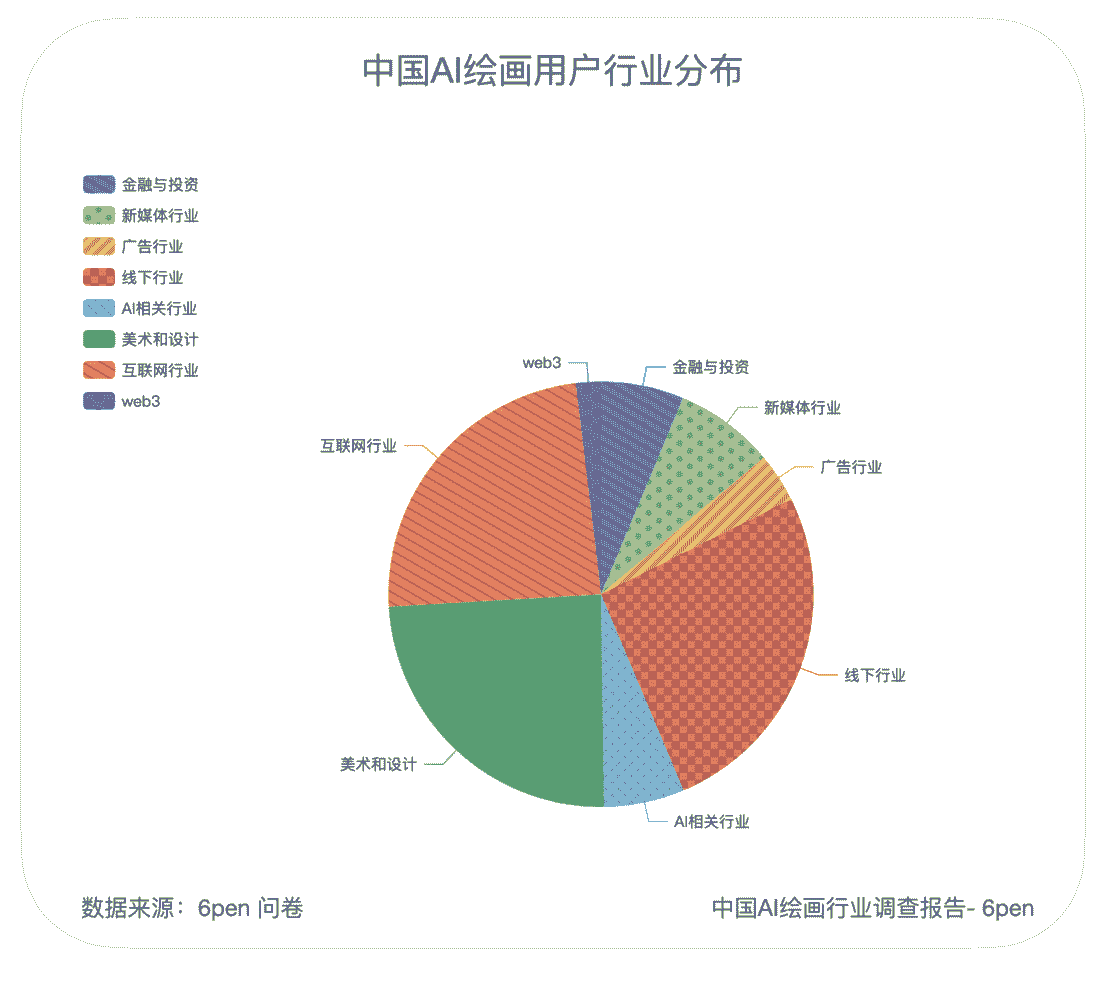 中国AI绘画用户行业分布
金融与投资
新媒体行业
广告行业
线下行业
AI相关行业
美术和设计
互联网行业
web3
web3
金融与投资
新媒体行业
互联网行业
广告行业
线下行业
美术和设计
AI相关行业
数据来源：6pen 问卷
中国AI绘画行业调查报告- 6pen